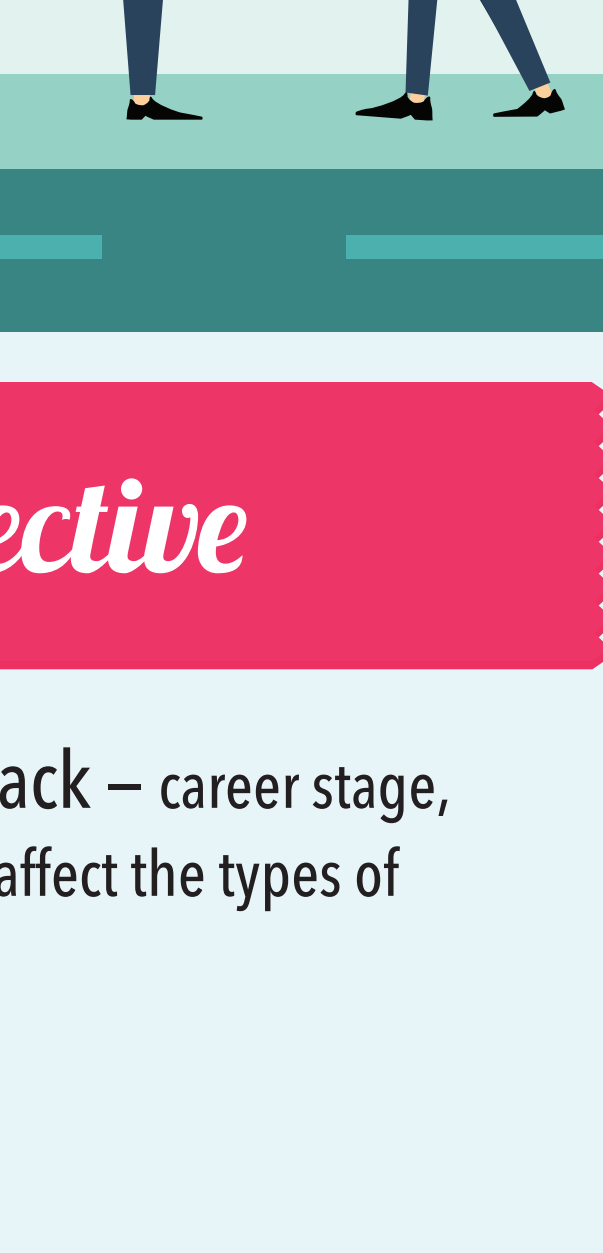 ective
ack – career stage,
affect the types of